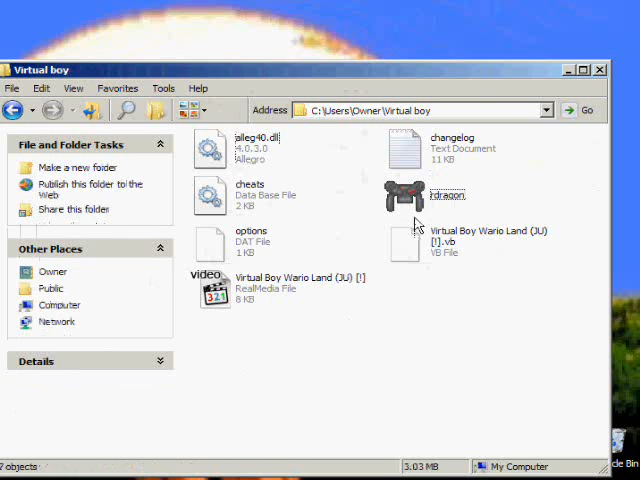 Virtual boy
File Edit View Favorites Tools Help
Address C:\Users\Owner\Virtual boy Go
File and Folder Tasks
Make a new folder
Publish this folder to the
Web
Share this folder
Other Places
Owner
Public
Computer
Network
Details
alleg40.dll
4.0.3.0
Allegro
changelog
Text Document
11 KB
cheats
Data Base File
2 KB
rdragon
options
DAT File
1 KB
Virtual Boy Wario Land (JU)
[!].vb
VB File
video
321
Virtual Boy Wario Land (JU) [!]
RealMedia File
8 KB
7 objects
3.03 MB
My Computer
cle Bin